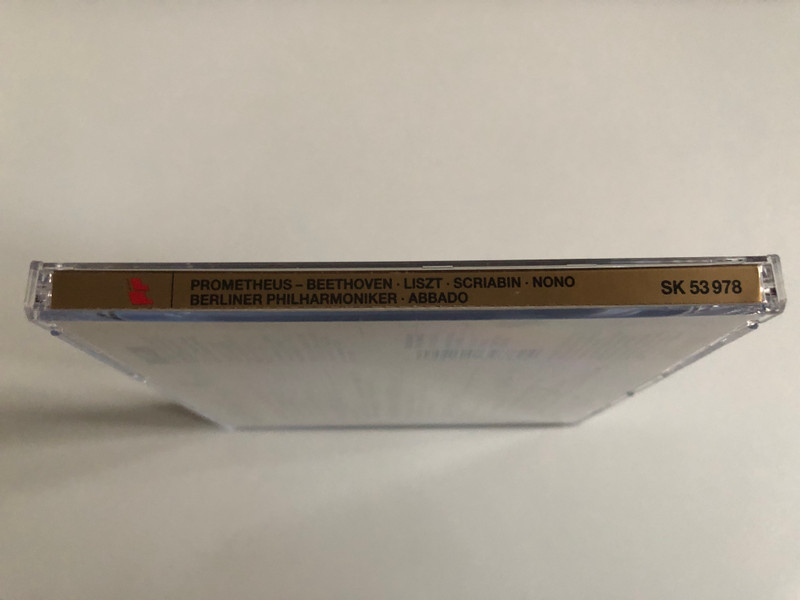 PROMETHEUS – BEETHOVEN · LISZT · SCRIABIN · NONO
BERLINER PHILHARMONIKER · ABBADO
SK 53 978